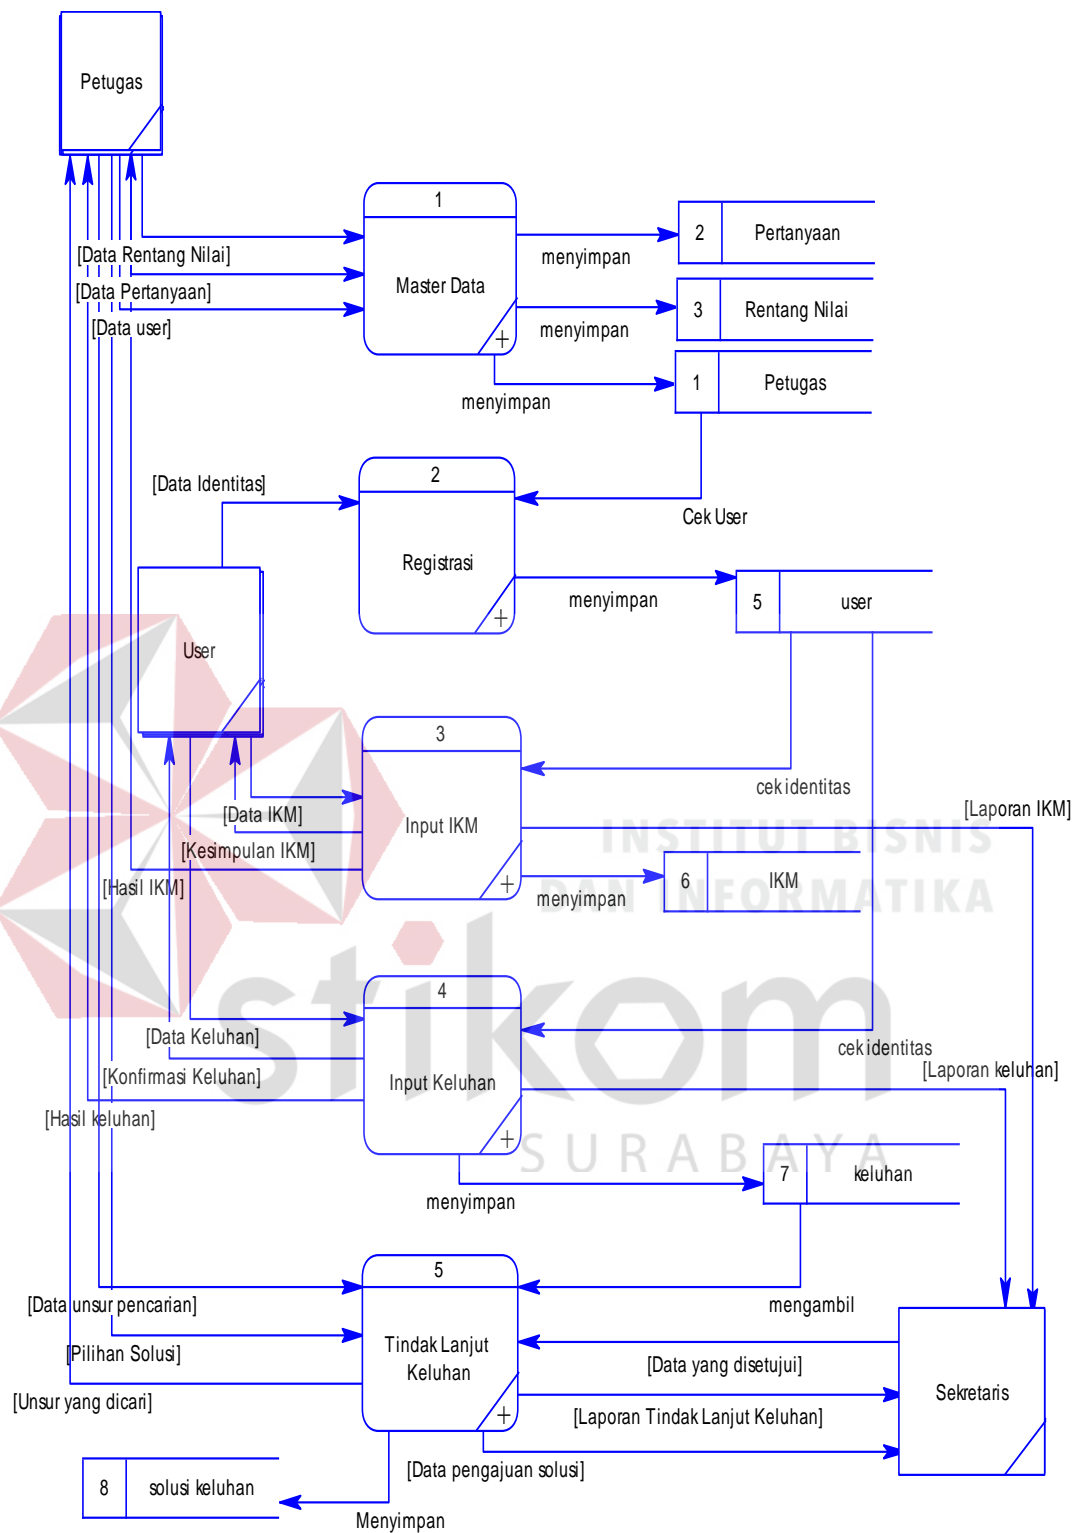 Petugas
1
Master Data
[Data Rentang Nilai]
[Data Pertanyaan]
[Data user]
menyimpan
2 Pertanyaan
menyimpan
3 Rentang Nilai
menyimpan
1 Petugas
[Data Identitas]
2
Registrasi
Cek User
menyimpan
5 user
User
3
Input IKM
cek identitas
[Data IKM]
[Kesimpulan IKM]
[Hasil IKM]
[Laporan IKM]
INSTITUT BISNIS
DAN INFORMATIKA
menyimpan
6 IKM
stikom
SURABAYA
4
Input Keluhan
[Data Keluhan]
[Konfirmasi Keluhan]
[Hasil keluhan]
cek identitas
[Laporan keluhan]
menyimpan
7 keluhan
5
Tindak Lanjut
Keluhan
[Data unsur pencarian]
[Pilihan Solusi]
[Unsur yang dicari]
mengambil
[Data yang disetujui]
Sekretaris
[Laporan Tindak Lanjut Keluhan]
[Data pengajuan solusi]
8 solusi keluhan
Menyimpan